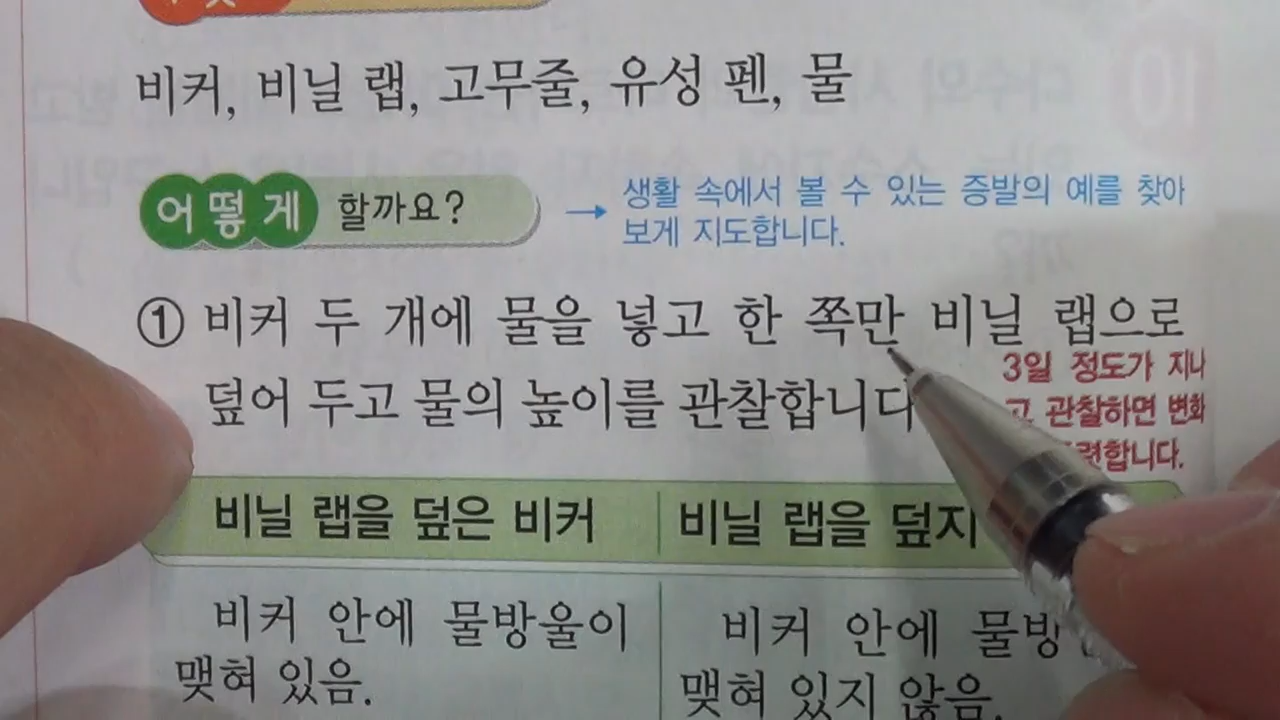 비커, 비닐 랩, 고무줄, 유성 펜, 물
어떻게 할까요?
생활 속에서 볼 수 있는 증발의 예를 찾아
보게 지도합니다.
① 비커 두 개에 물을 넣고 한 쪽만 비닐 랩으로
덮어 두고 물의 높이를 관찰합니다
3일 정도가 지나
고 관찰하면 변화
비닐 랩을 덮은 비커
비닐 랩을 덮지
비커 안에 물방울이
맺혀 있음.
비커 안에 물방
맺혀 있지 않음.